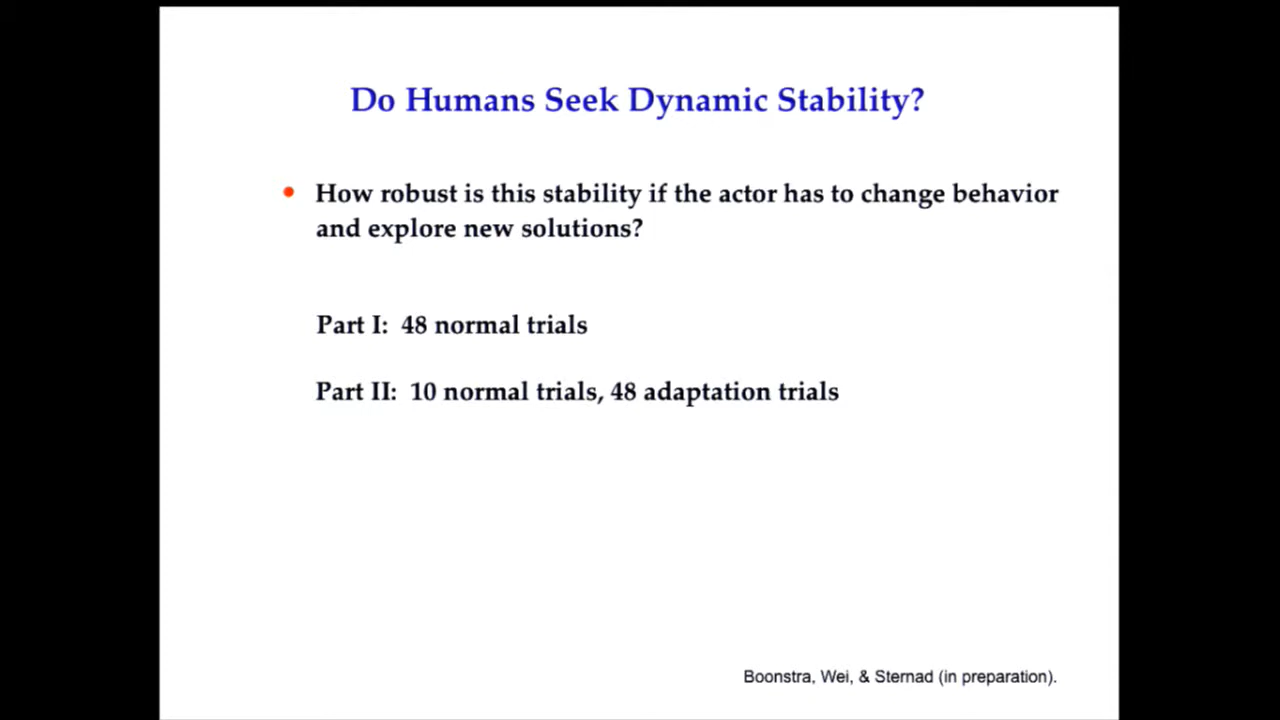 Do Humans Seek Dynamic Stability?
• How robust is this stability if the actor has to change behavior
and explore new solutions?
Part I: 48 normal trials
Part II: 10 normal trials, 48 adaptation trials
Boonstra, Wei, & Sternad (in preparation).